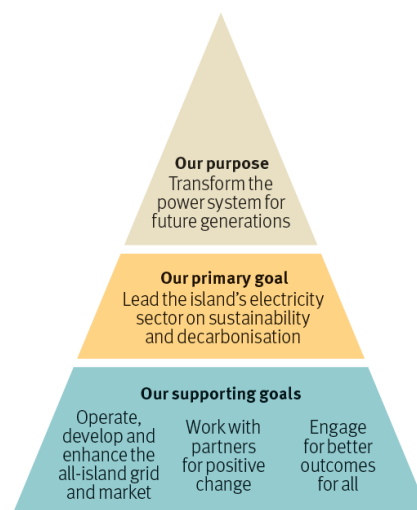 Our purpose
Transform the
power system for
future generations
Our primary goal
Lead the island's electricity
sector on sustainability
and decarbonisation
Our supporting goals
Operate,
develop and
enhance the
all-island grid
and market
Work with
partners
for positive
change
Engage
for better
outcomes
for all